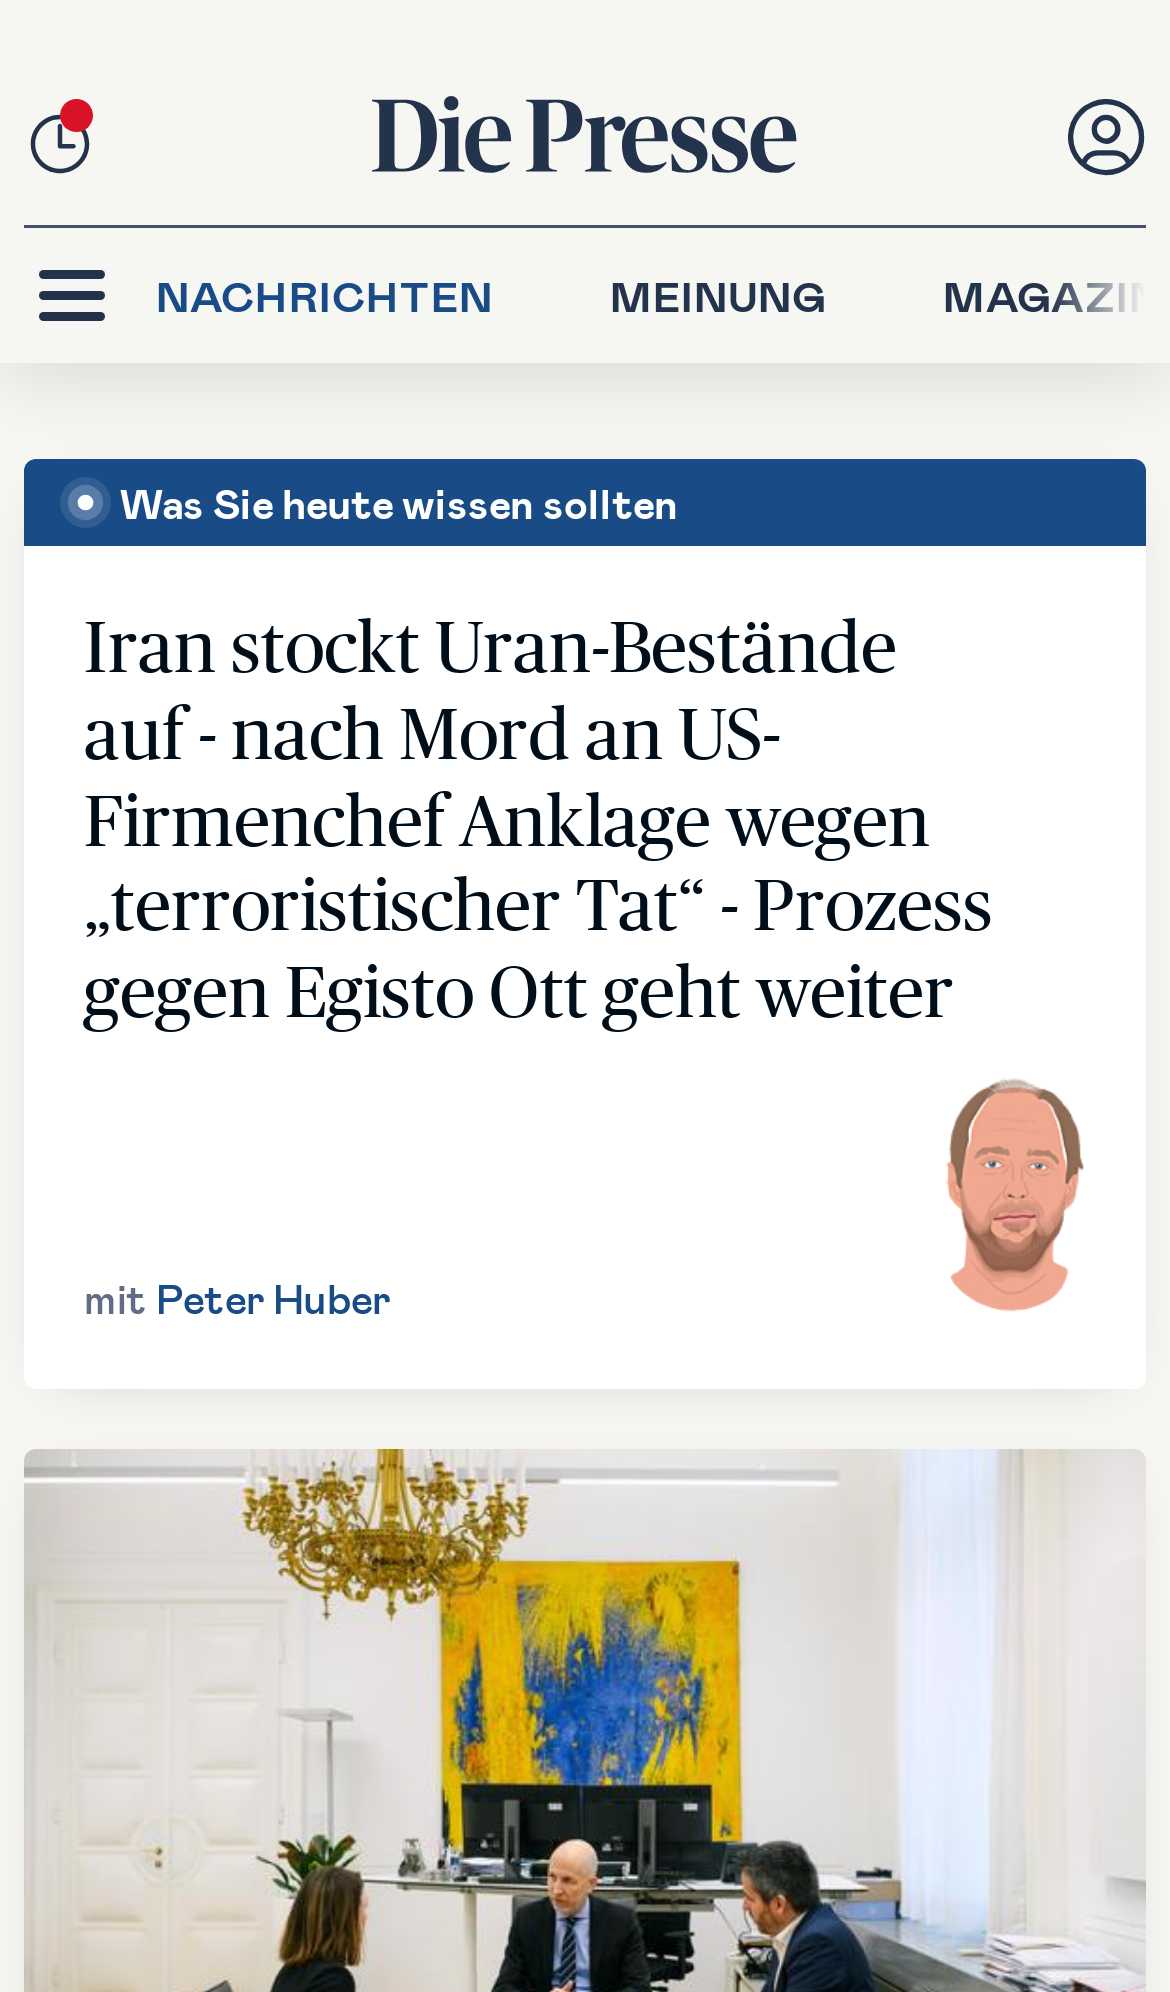 Die Presse
NACHRICHTEN MEINUNG MAGAZIN
Was Sie heute wissen sollten
Iran stockt Uran-Bestände
auf - nach Mord an US-
Firmenchef Anklage wegen
„terroristischer Tat“ - Prozess
gegen Egisto Ott geht weiter
mit Peter Huber